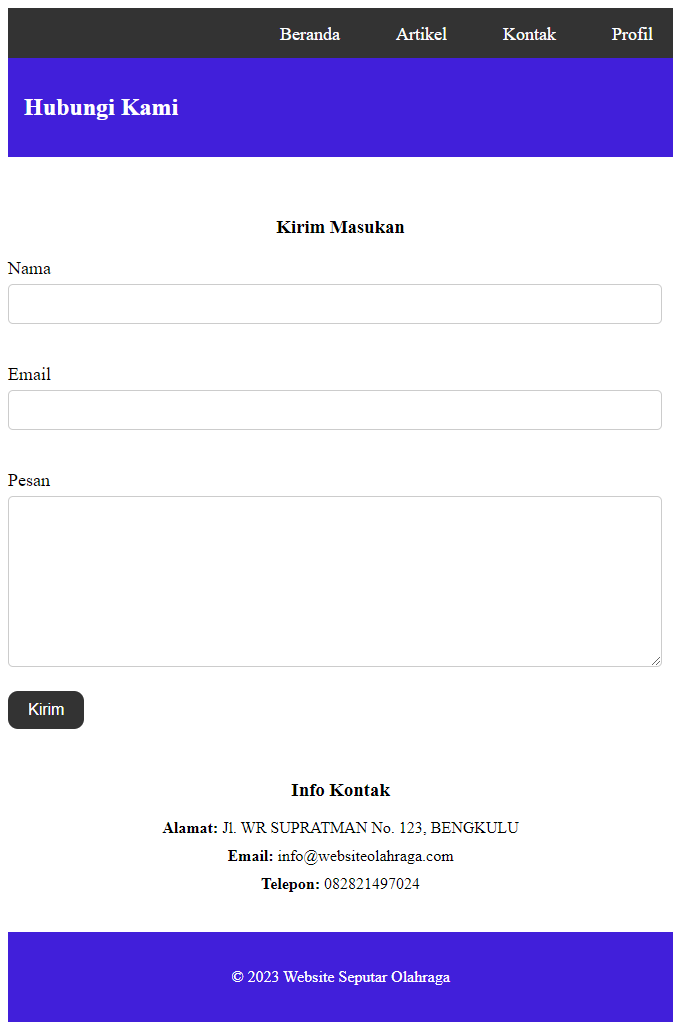 Beranda Artikel Kontak Profil
Hubungi Kami
Kirim Masukan
Nama
Email
Pesan
Kirim
Info Kontak
Alamat: Jl. WR SUPRATMAN No. 123, BENGKULU
Email: info@websiteolahraga.com
Telepon: 082821497024
© 2023 Website Seputar Olahraga